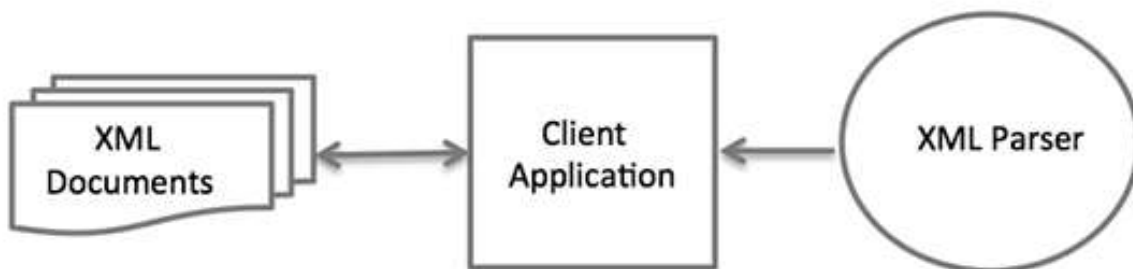 XML
Documents
Client
Application
XML Parser